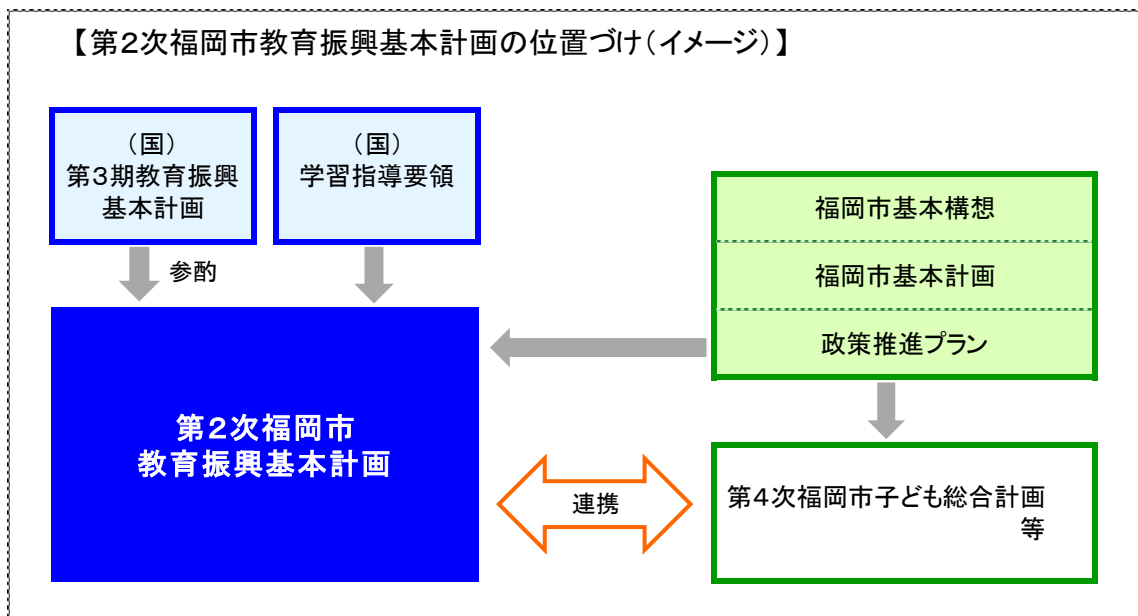 【第２次福岡市教育振興基本計画の位置づけ（イメージ）】
（国）
第３期教育振興
基本計画
（国）
学習指導要領
参酌
福岡市基本構想
福岡市基本計画
政策推進プラン
第２次福岡市
教育振興基本計画
連携
第４次福岡市子ども総合計画
等